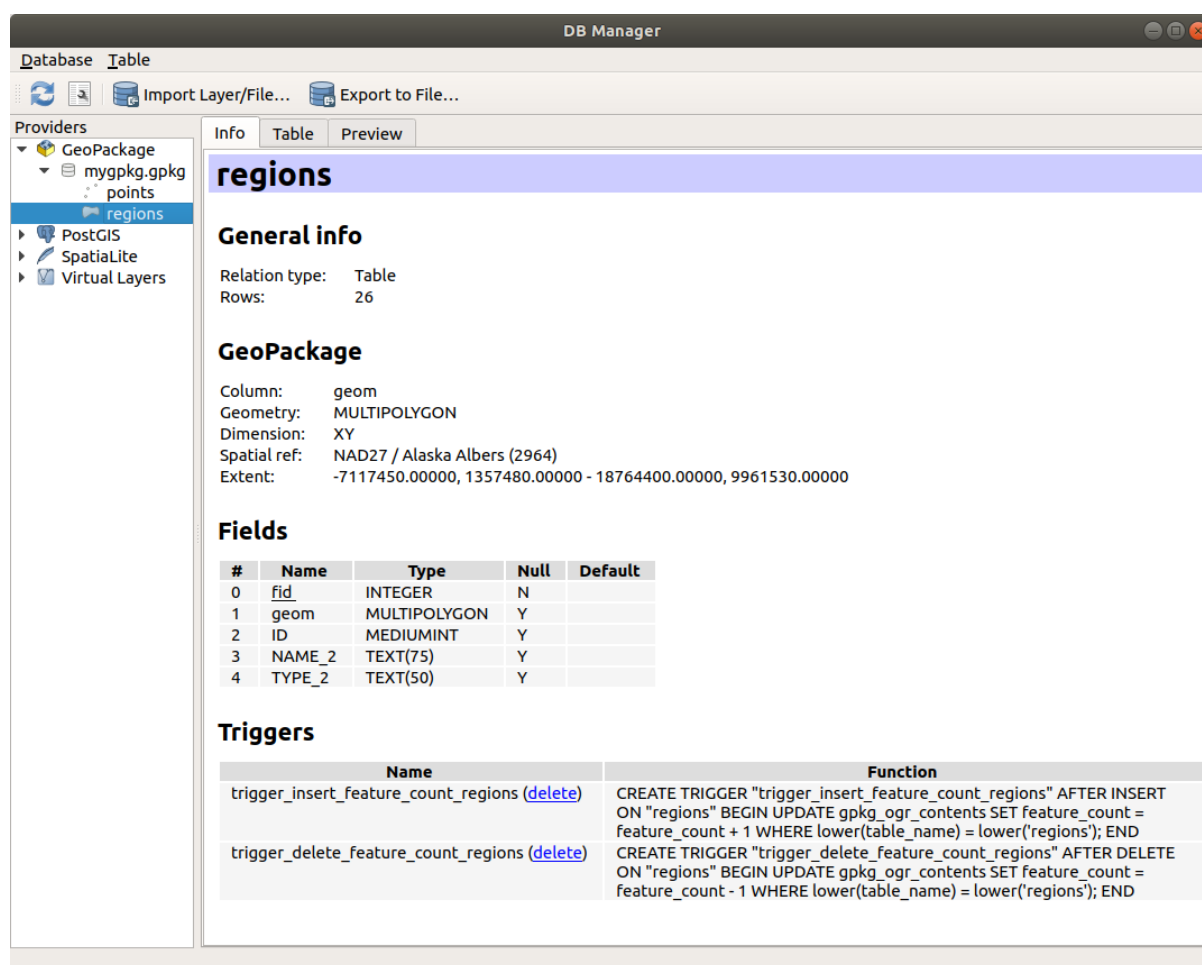 DB Manager
Database Table
Import Layer/File... Export to File...
Providers
GeoPackage
mygpkg.gpkg
points
regions
PostGIS
SpatiaLite
Virtual Layers
Info Table Preview
regions
General info
Relation type: Table
Rows: 26
GeoPackage
Column: geom
Geometry: MULTIPOLYGON
Dimension: XY
Spatial ref: NAD27 / Alaska Albers (2964)
Extent: -7117450.00000, 1357480.00000 - 18764400.00000, 9961530.00000
Fields
# Name Type Null Default
0 fid INTEGER N
1 geom MULTIPOLYGON Y
2 ID MEDIUMINT Y
3 NAME_2 TEXT(75) Y
4 TYPE_2 TEXT(50) Y
Triggers
Name Function
trigger_insert_feature_count_regions (delete) CREATE TRIGGER "trigger_insert_feature_count_regions" AFTER INSERT
ON "regions" BEGIN UPDATE gpkg_ogr_contents SET feature_count =
feature_count + 1 WHERE lower(table_name) = lower('regions'); END
trigger_delete_feature_count_regions (delete) CREATE TRIGGER "trigger_delete_feature_count_regions" AFTER DELETE
ON "regions" BEGIN UPDATE gpkg_ogr_contents SET feature_count =
feature_count - 1 WHERE lower(table_name) = lower('regions'); END